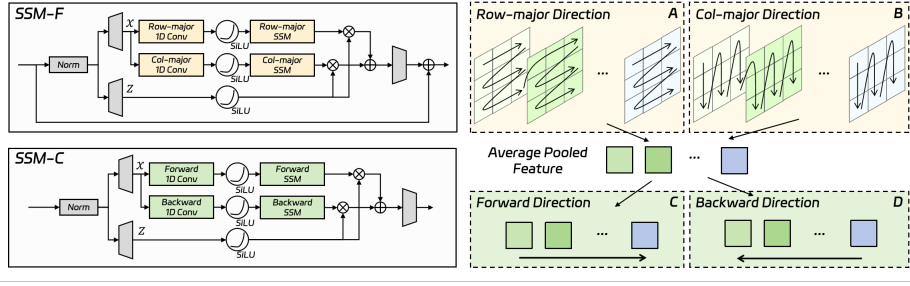 SSM-F
X
Row-major
1D Conv
SiLU
Row-major
SSM
Norm
Col-major
1D Conv
SiLU
Col-major
SSM
Z
SiLU
SSM-C
X
Forward
1D Conv
SiLU
Forward
SSM
Norm
Backward
1D Conv
SiLU
Backward
SSM
Z
SiLU
Row-major Direction A
...
Col-major Direction B
...
Average Pooled
Feature
...
Forward Direction C
...
Backward Direction D
...